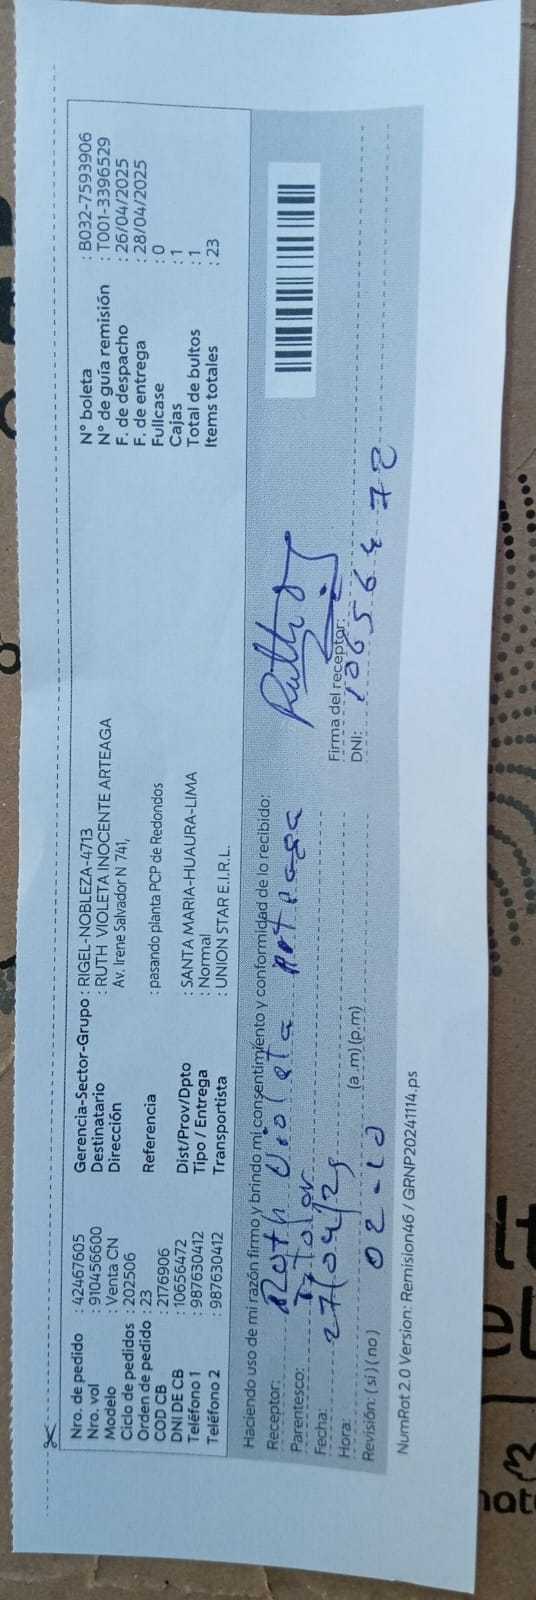 Nro. de pedido : 42467605
Nro. vol : 910456600
Modelo : Venta CN
Ciclo de pedidos : 202506
Orden de pedido : 23
COD CB : 2176906
DNI DE CB : 10656472
Teléfono 1 : 987630412
Teléfono 2 : 987630412
Gerencia-Sector-Grupo : RIGEL-NOBLEZA-4713
Destinatario : RUTH VIOLETA INOCENTE ARTEAGA
Dirección Av. Irene Salvador N 741,
Referencia : pasando planta PCP de Redondos
Dist/Prov/Dpto : SANTA MARIA-HUAURA-LIMA
Tipo / Entrega : Normal
Transportista : UNION STAR E.I.R.L.
N° boleta : B032-7593906
N° de guía remisión : T001-3396529
F. de despacho : 26/04/2025
F. de entrega : 28/04/2025
Fullcase : 0
Cajas : 1
Total de bultos : 1
Items totales : 23
Haciendo uso de mi razón firmo y brindo mi consentimiento y conformidad de lo recibido:
Receptor: Ruth Violeta Arteaga
Parentesco: Titular
Fecha: 27/04/25
Hora: 02-10 (a.m)(p.m)
Revisión: (si)(no)
Firma del receptor:
DNI: 10656472
NumRot 2.0 Version: Remision46 / GRNP20241114.ps